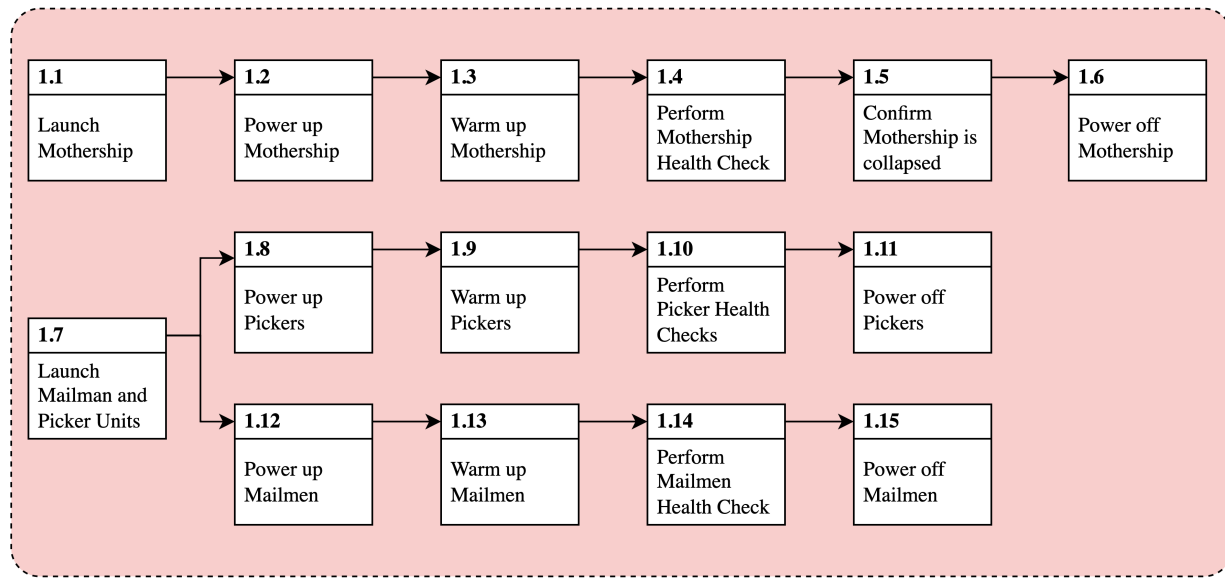 1.1
Launch
Mothership
1.2
Power up
Mothership
1.3
Warm up
Mothership
1.4
Perform
Mothership
Health Check
1.5
Confirm
Mothership is
collapsed
1.6
Power off
Mothership
1.7
Launch
Mailman and
Picker Units
1.8
Power up
Pickers
1.9
Warm up
Pickers
1.10
Perform
Picker Health
Checks
1.11
Power off
Pickers
1.12
Power up
Mailmen
1.13
Warm up
Mailmen
1.14
Perform
Mailmen
Health Check
1.15
Power off
Mailmen